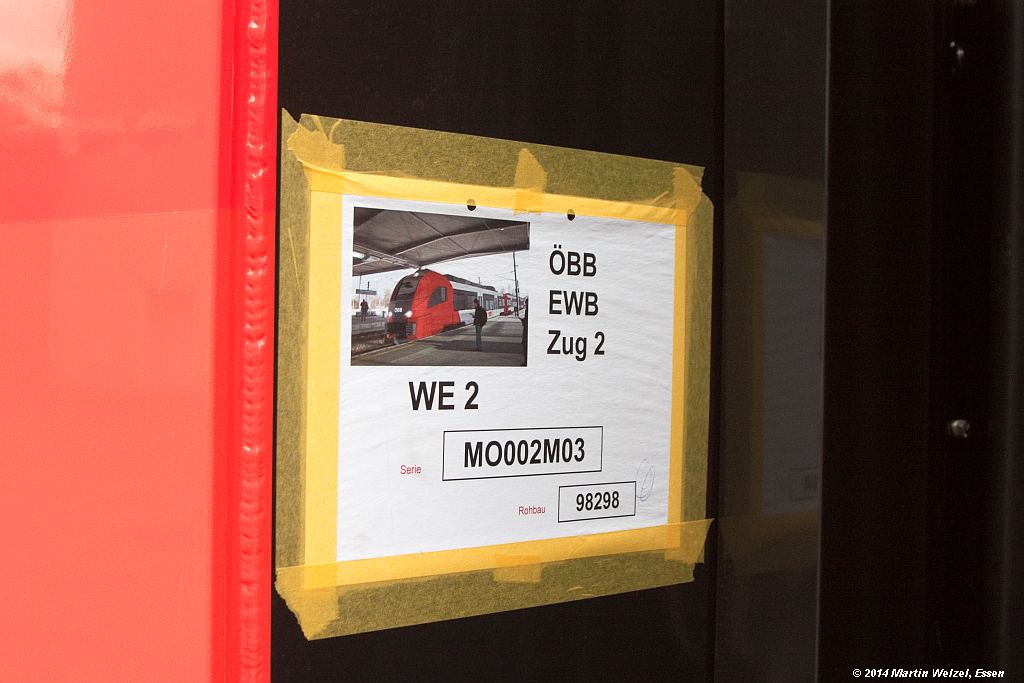 ÖBB
EWB
Zug 2
WE 2
Serie MO002M03
Rohbau 98298
© 2014 Martin Welzel, Essen